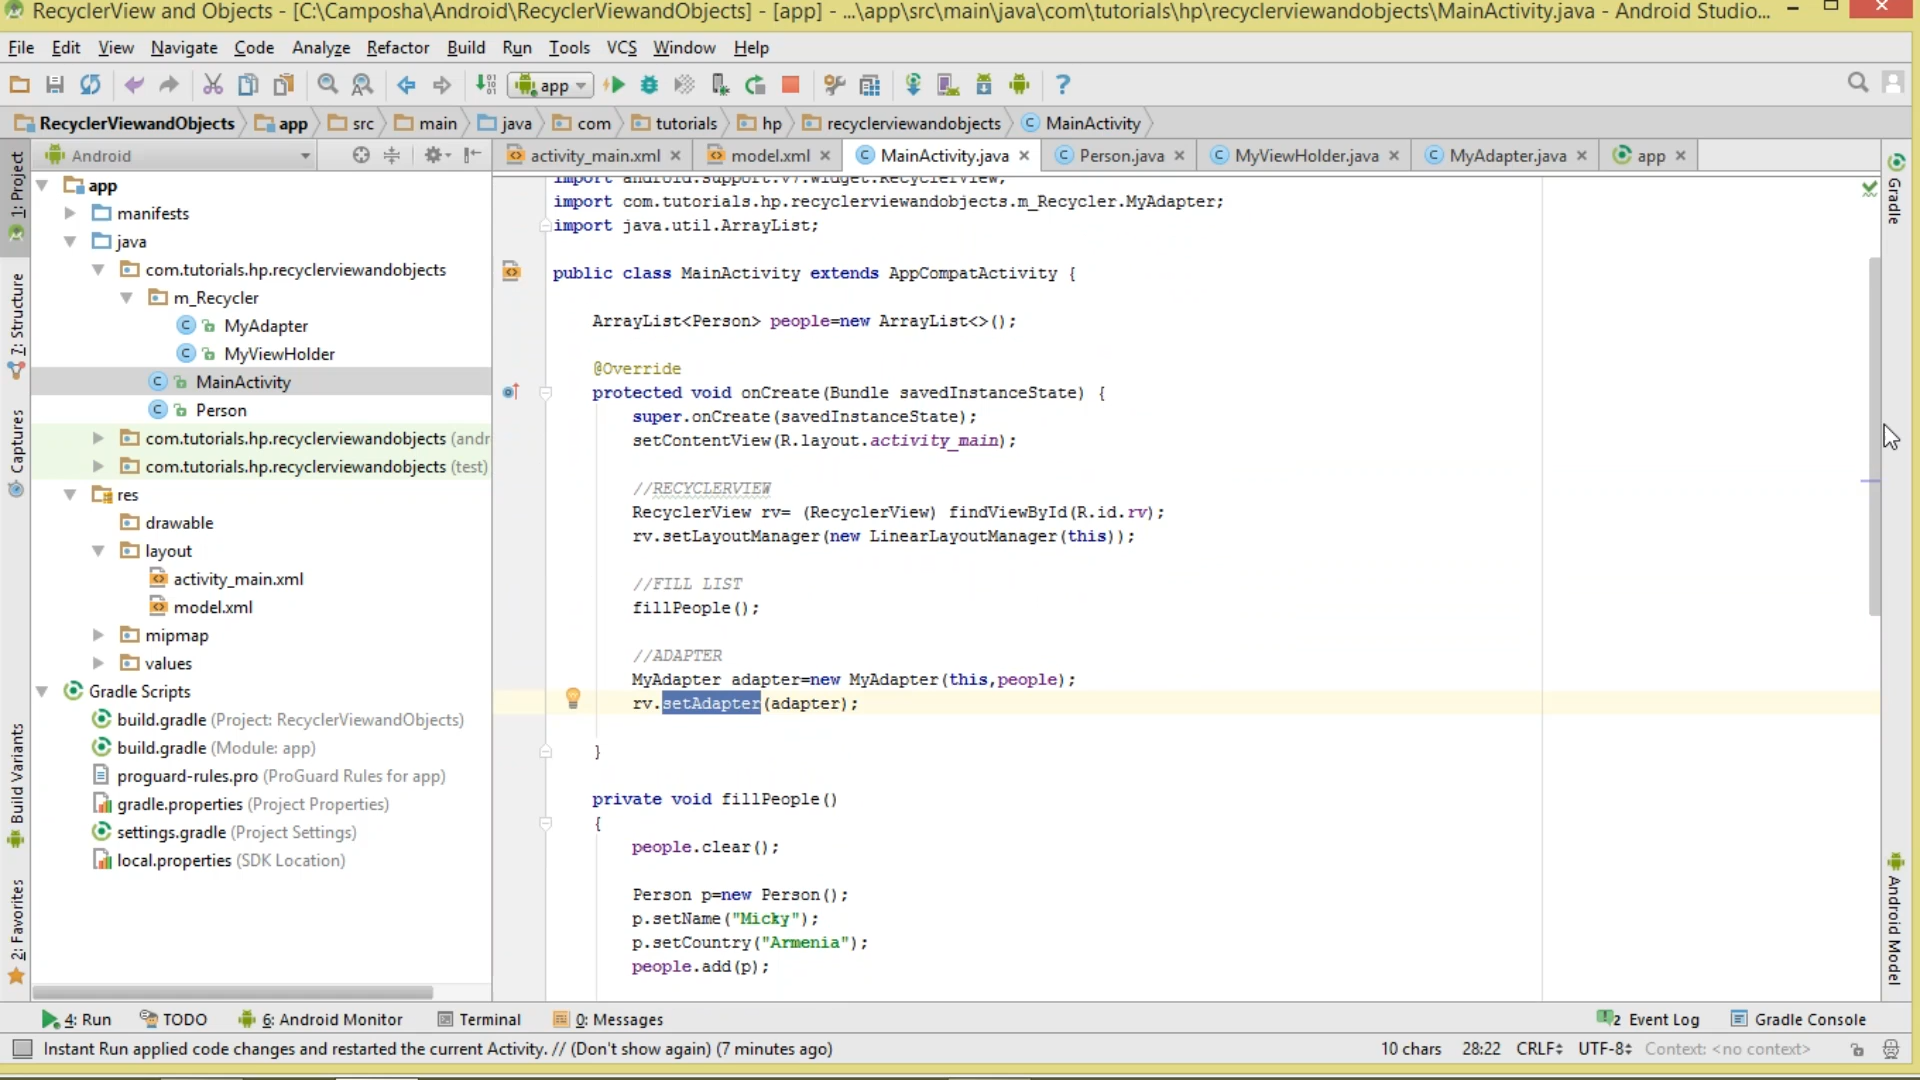 RecyclerView and Objects - [C:\Camposha\Android\RecyclerViewandObjects] - [app] - ...\app\src\main\java\com\tutorials\hp\recyclerviewandobjects\MainActivity.java - Android Studio...
File Edit View Navigate Code Analyze Refactor Build Run Tools VCS Window Help
app
RecyclerViewandObjects app src main java com tutorials hp recyclerviewandobjects MainActivity
Android
activity_main.xml model.xml MainActivity.java Person.java MyViewHolder.java MyAdapter.java app
1: Project
7: Structure
Captures
Build Variants
2: Favorites
app
manifests
java
com.tutorials.hp.recyclerviewandobjects
m_Recycler
MyAdapter
MyViewHolder
MainActivity
Person
com.tutorials.hp.recyclerviewandobjects (andr
com.tutorials.hp.recyclerviewandobjects (test)
res
drawable
layout
activity_main.xml
model.xml
mipmap
values
Gradle Scripts
build.gradle (Project: RecyclerViewandObjects)
build.gradle (Module: app)
proguard-rules.pro (ProGuard Rules for app)
gradle.properties (Project Properties)
settings.gradle (Project Settings)
local.properties (SDK Location)
import android.support.v7.widget.RecyclerView;
import com.tutorials.hp.recyclerviewandobjects.m_Recycler.MyAdapter;
import java.util.ArrayList;
public class MainActivity extends AppCompatActivity {
ArrayList<Person> people=new ArrayList<>();
@Override
protected void onCreate(Bundle savedInstanceState) {
super.onCreate(savedInstanceState);
setContentView(R.layout.activity_main);
//RECYCLERVIEW
RecyclerView rv= (RecyclerView) findViewById(R.id.rv);
rv.setLayoutManager(new LinearLayoutManager(this));
//FILL LIST
fillPeople();
//ADAPTER
MyAdapter adapter=new MyAdapter(this,people);
rv.setAdapter(adapter);
}
private void fillPeople()
{
people.clear();
Person p=new Person();
p.setName("Micky");
p.setCountry("Armenia");
people.add(p);
Gradle
Android Model
4: Run TODO 6: Android Monitor Terminal 0: Messages 2 Event Log Gradle Console
Instant Run applied code changes and restarted the current Activity. // (Don't show again) (7 minutes ago) 10 chars 28:22 CRLF UTF-8 Context: <no context>